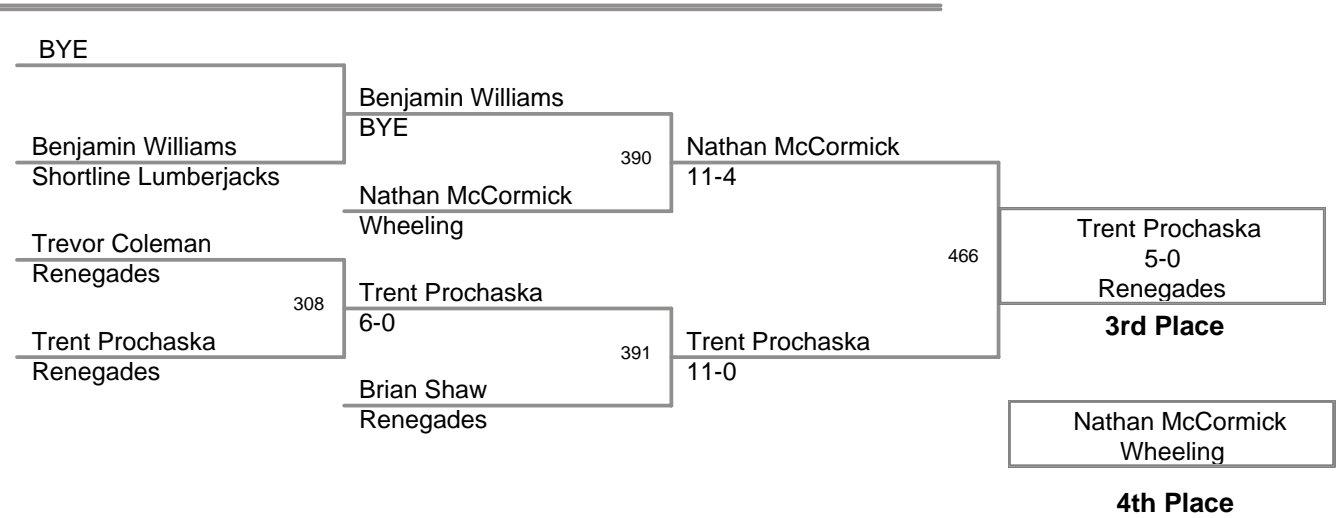 BYE
Benjamin Williams
Shortline Lumberjacks
Trevor Coleman
Renegades
308
Trent Prochaska
Renegades
Benjamin Williams
BYE
390
Nathan McCormick
Wheeling
Trent Prochaska
6-0
391
Brian Shaw
Renegades
Nathan McCormick
11-4
466
Trent Prochaska
11-0
Trent Prochaska
5-0
Renegades
3rd Place
Nathan McCormick
Wheeling
4th Place